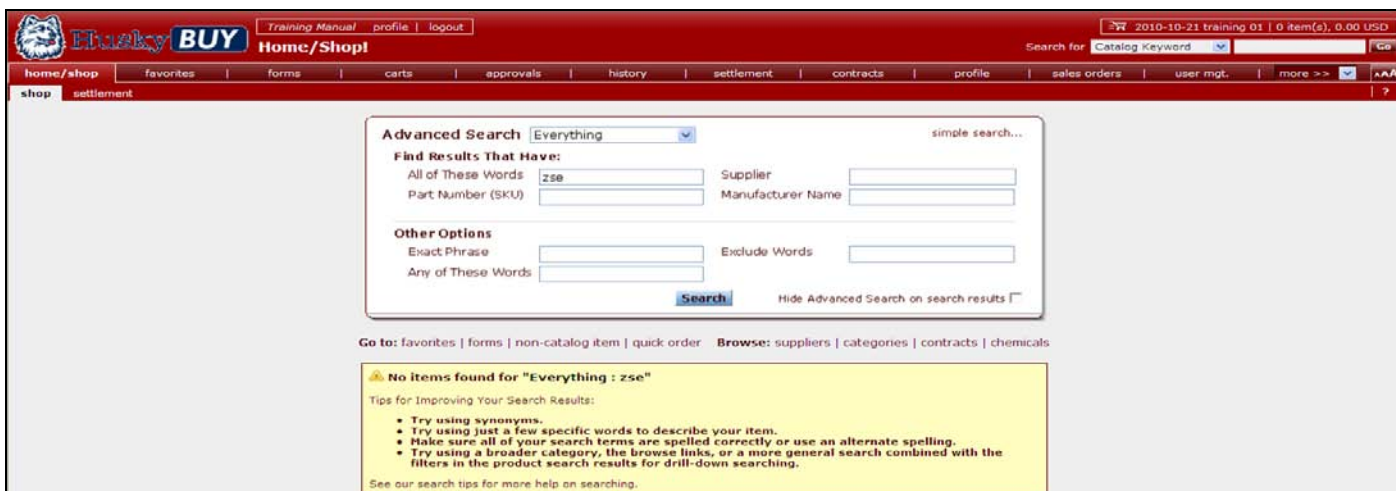 Husky BUY
Training Manual profile | logout
2010-10-21 training 01 | 0 item(s), 0.00 USD
Home/Shop!
Search for Catalog Keyword Go
home/shop favorites | forms | carts | approvals | history | settlement | contracts | profile | sales orders | user mgt. | more >> AAA
shop settlement | ?
Advanced Search Everything simple search...
Find Results That Have:
All of These Words zse Supplier
Part Number (SKU) Manufacturer Name
Other Options
Exact Phrase Exclude Words
Any of These Words
Search Hide Advanced Search on search results
Go to: favorites | forms | non-catalog item | quick order Browse: suppliers | categories | contracts | chemicals
No items found for "Everything : zse"
Tips for Improving Your Search Results:
• Try using synonyms.
• Try using just a few specific words to describe your item.
• Make sure all of your search terms are spelled correctly or use an alternate spelling.
• Try using a broader category, the browse links, or a more general search combined with the
filters in the product search results for drill-down searching.
See our search tips for more help on searching.